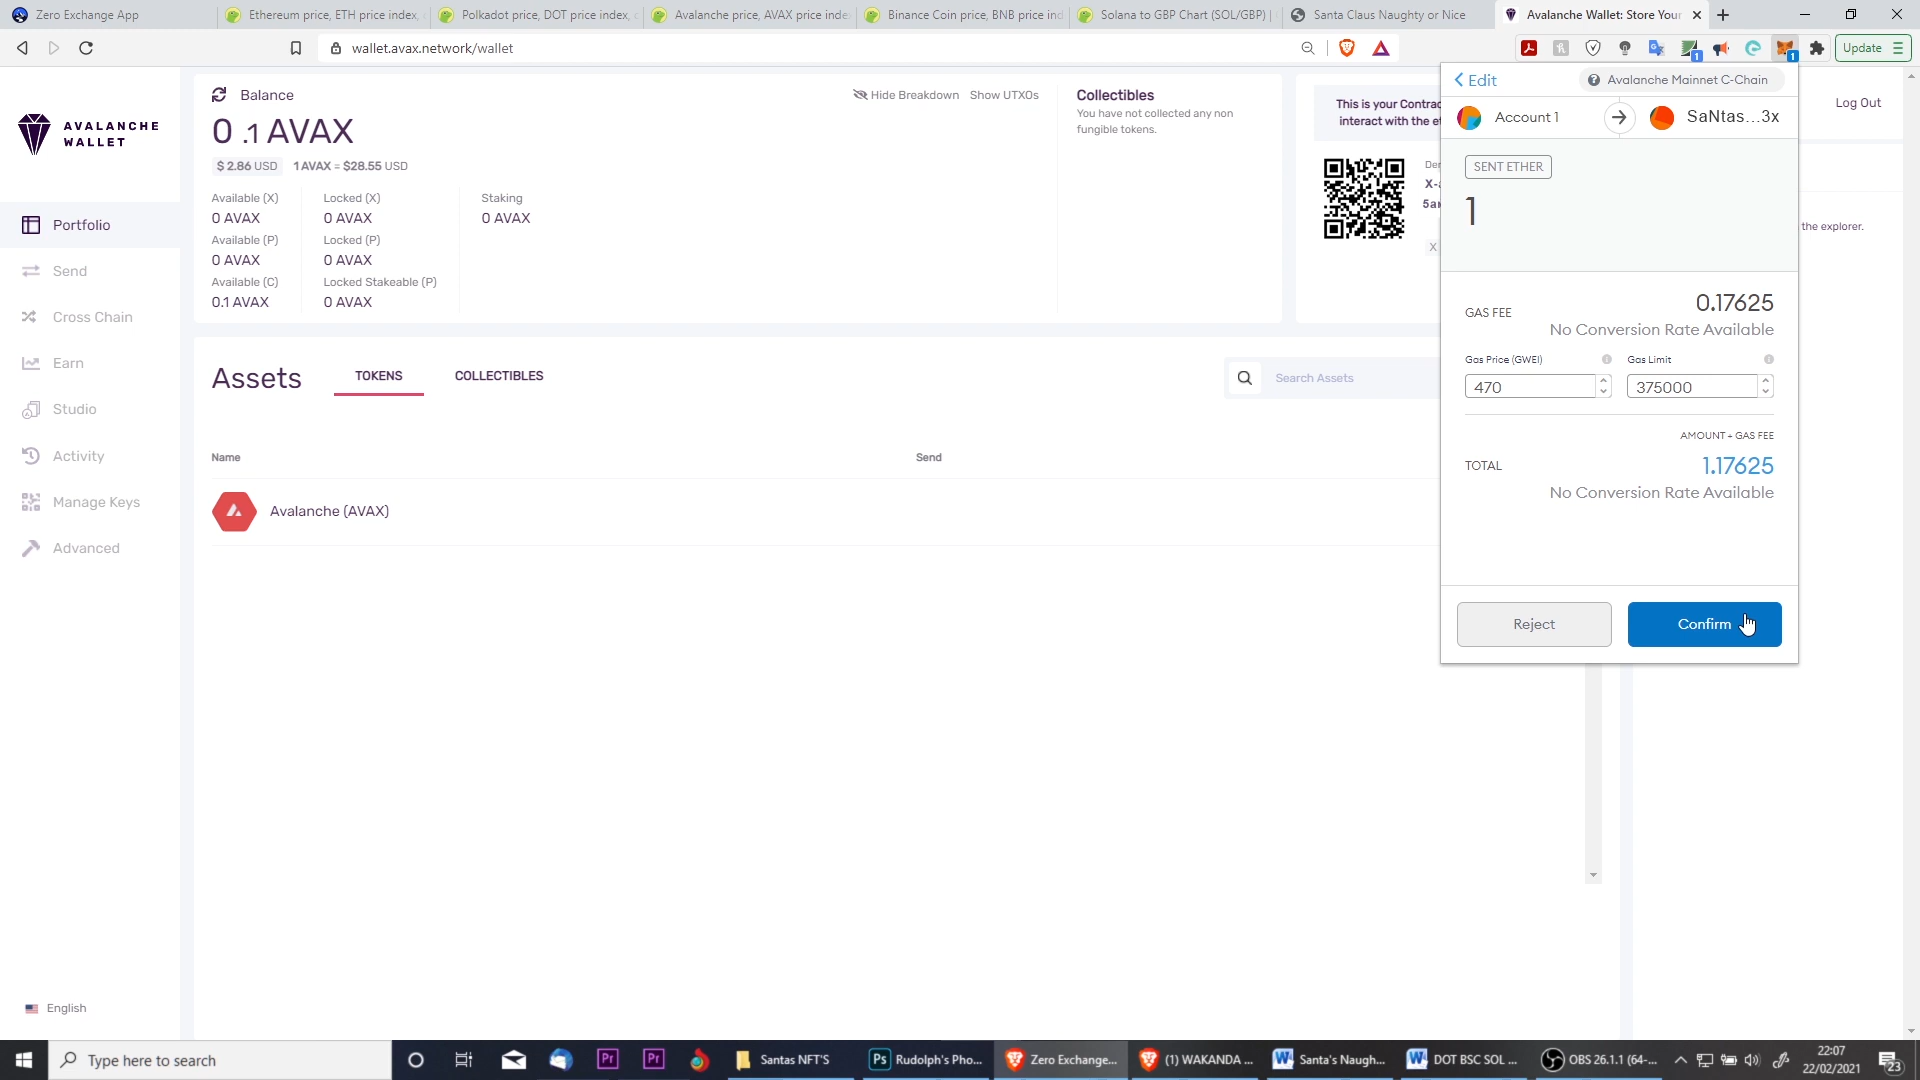 Zero Exchange App
Ethereum price, ETH price index,
Polkadot price, DOT price index,
Avalanche price, AVAX price inde
Binance Coin price, BNB price ind
Solana to GBP Chart (SOL/GBP) |
Santa Claus Naughty or Nice
Avalanche Wallet: Store Your
wallet.avax.network/wallet
Update
AVALANCHE
WALLET
Portfolio
Send
Cross Chain
Earn
Studio
Activity
Manage Keys
Advanced
English
Balance
Hide Breakdown Show UTXOs
0 .1 AVAX
$ 2.86 USD 1 AVAX = $28.55 USD
Available (X)
0 AVAX
Available (P)
0 AVAX
Available (C)
0.1 AVAX
Locked (X)
0 AVAX
Locked (P)
0 AVAX
Locked Stakeable (P)
0 AVAX
Staking
0 AVAX
Collectibles
You have not collected any non
fungible tokens.
This is your Contrac
interact with the et
Der
X-a
5ar
X
Log Out
the explorer.
Assets
TOKENS
COLLECTIBLES
Search Assets
Name
Send
Avalanche (AVAX)
Edit
Avalanche Mainnet C-Chain
Account 1
SaNtas...3x
SENT ETHER
1
GAS FEE
0.17625
No Conversion Rate Available
Gas Price (GWEI)
Gas Limit
470
375000
AMOUNT + GAS FEE
TOTAL
1.17625
No Conversion Rate Available
Reject
Confirm
Type here to search
Pr
Pr
Santas NFT'S
Ps
Rudolph's Pho...
Zero Exchange...
(1) WAKANDA ...
Santa's Naugh...
DOT BSC SOL ...
OBS 26.1.1 (64-...
22:07
22/02/2021
23